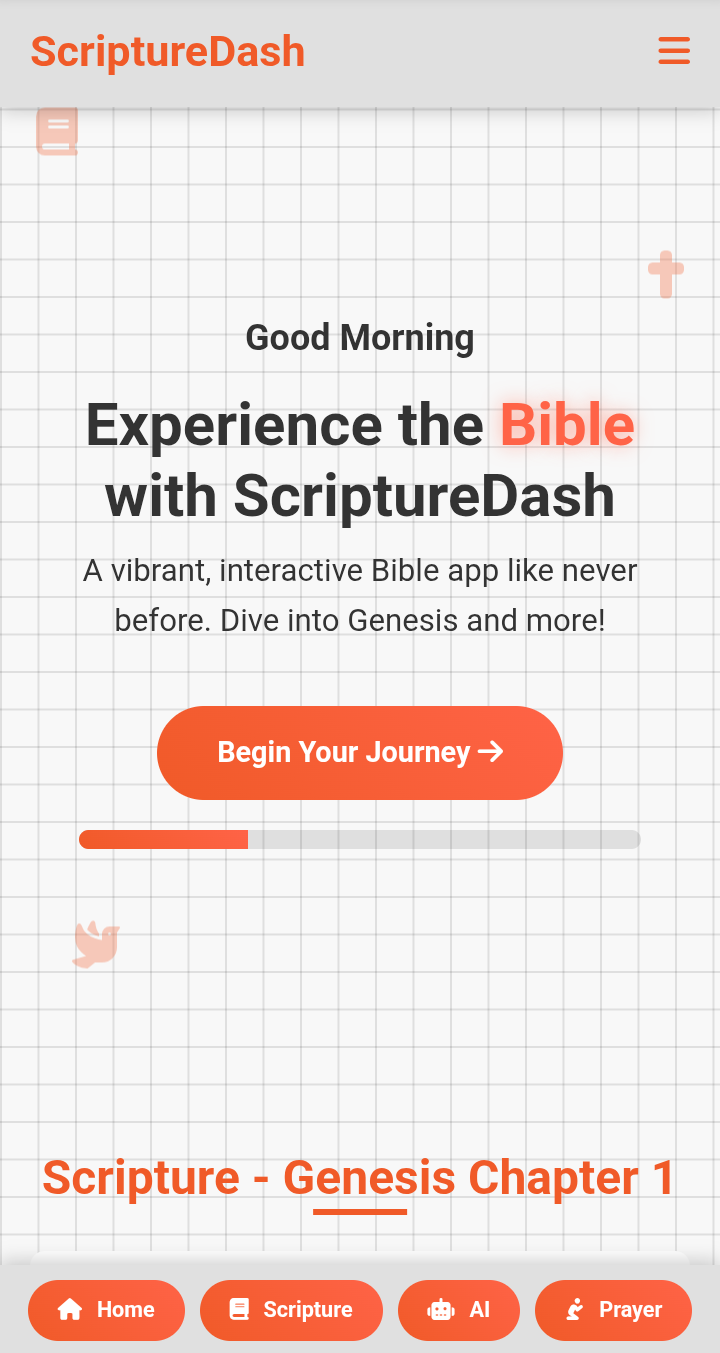 ScriptureDash
Good Morning
Experience the Bible
with ScriptureDash
A vibrant, interactive Bible app like never
before. Dive into Genesis and more!
Begin Your Journey →
Scripture - Genesis Chapter 1
Home Scripture AI Prayer